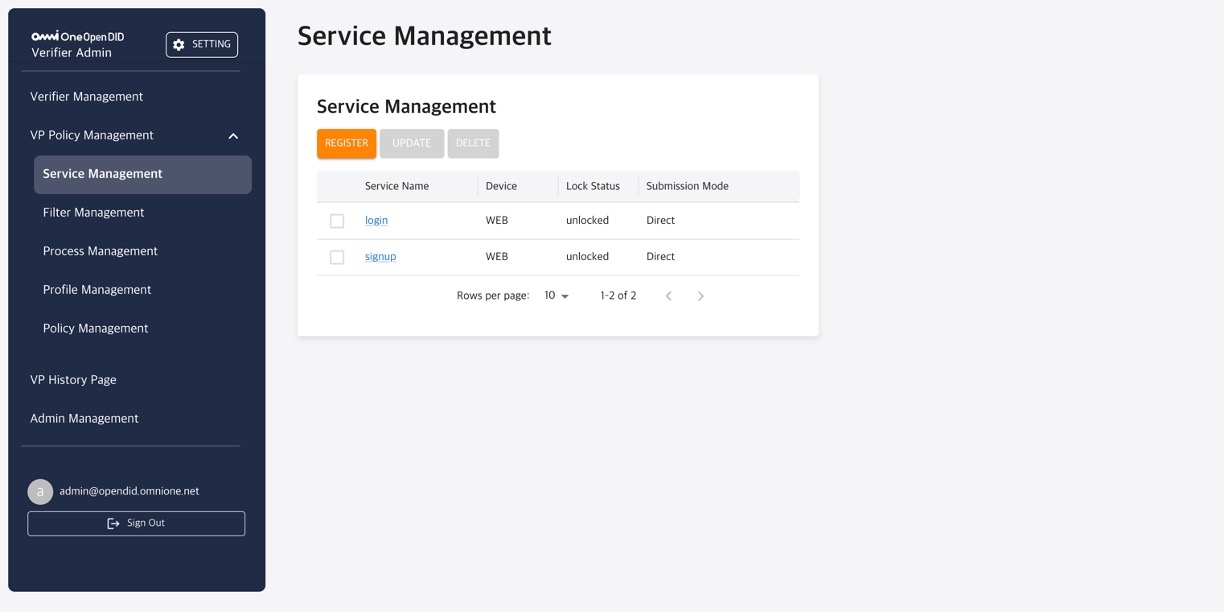 omni One Open DID
Verifier Admin
SETTING
Verifier Management
VP Policy Management
Service Management
Filter Management
Process Management
Profile Management
Policy Management
VP History Page
Admin Management
a
admin@opendid.omnione.net
Sign Out
Service Management
Service Management
REGISTER UPDATE DELETE
Service Name Device Lock Status Submission Mode
login WEB unlocked Direct
signup WEB unlocked Direct
Rows per page: 10 1-2 of 2